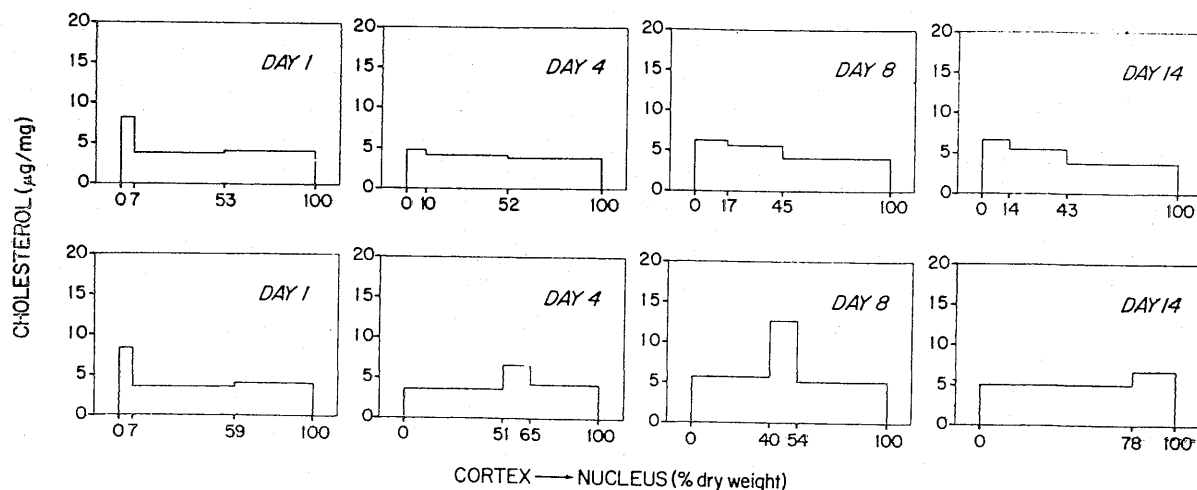 CHOLESTEROL (µg/mg)
20
15
10
5
0
DAY 1
0 7 53 100
20
15
10
5
0
DAY 4
0 10 52 100
20
15
10
5
0
DAY 8
0 17 45 100
20
15
10
5
0
DAY 14
0 14 43 100
20
15
10
5
0
DAY 1
0 7 59 100
20
15
10
5
0
DAY 4
0 51 65 100
20
15
10
5
0
DAY 8
0 40 54 100
20
15
10
5
0
DAY 14
0 78 100
CORTEX → NUCLEUS (% dry weight)